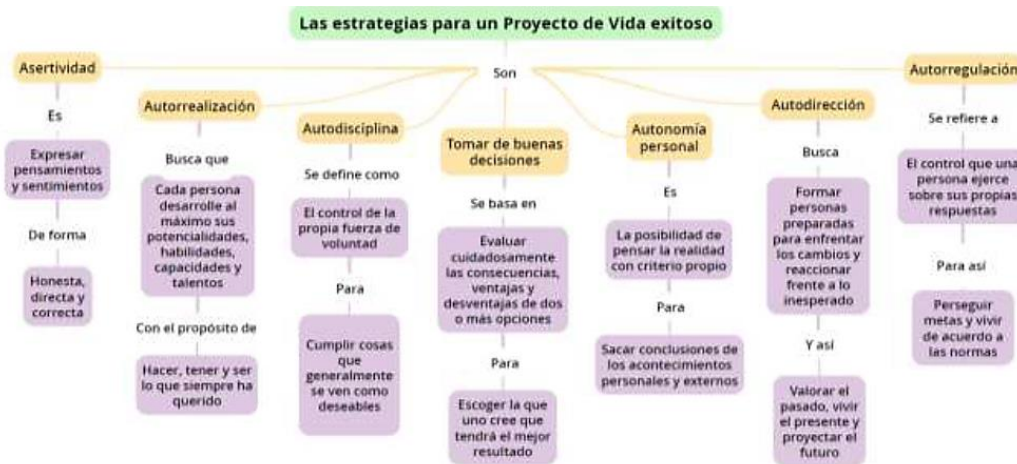 Las estrategias para un Proyecto de Vida exitoso
Son
Asertividad
Es
Expresar
pensamientos
y sentimientos
De forma
Honesta,
directa y
correcta
Autorrealización
Busca que
Cada persona
desarrolle al
máximo sus
potencialidades,
habilidades,
capacidades y
talentos
Con el propósito de
Hacer, tener y ser
lo que siempre ha
querido
Autodisciplina
Se define como
El control de la
propia fuerza de
voluntad
Para
Cumplir cosas
que
generalmente
se ven como
deseables
Tomar de buenas
decisiones
Se basa en
Evaluar
cuidadosamente
las consecuencias,
ventajas y
desventajas de dos
o más opciones
Para
Escoger la que
uno cree que
tendrá el mejor
resultado
Autonomía
personal
Es
La posibilidad de
pensar la realidad
con criterio propio
Para
Sacar conclusiones de
los acontecimientos
personales y externos
Autodirección
Busca
Formar
personas
preparadas
para enfrentar
los cambios y
reaccionar
frente a lo
inesperado
Y así
Valorar el
pasado, vivir
el presente y
proyectar el
futuro
Autorregulación
Se refiere a
El control que una
persona ejerce
sobre sus propias
respuestas
Para así
Perseguir
metas y vivir
de acuerdo a
las normas